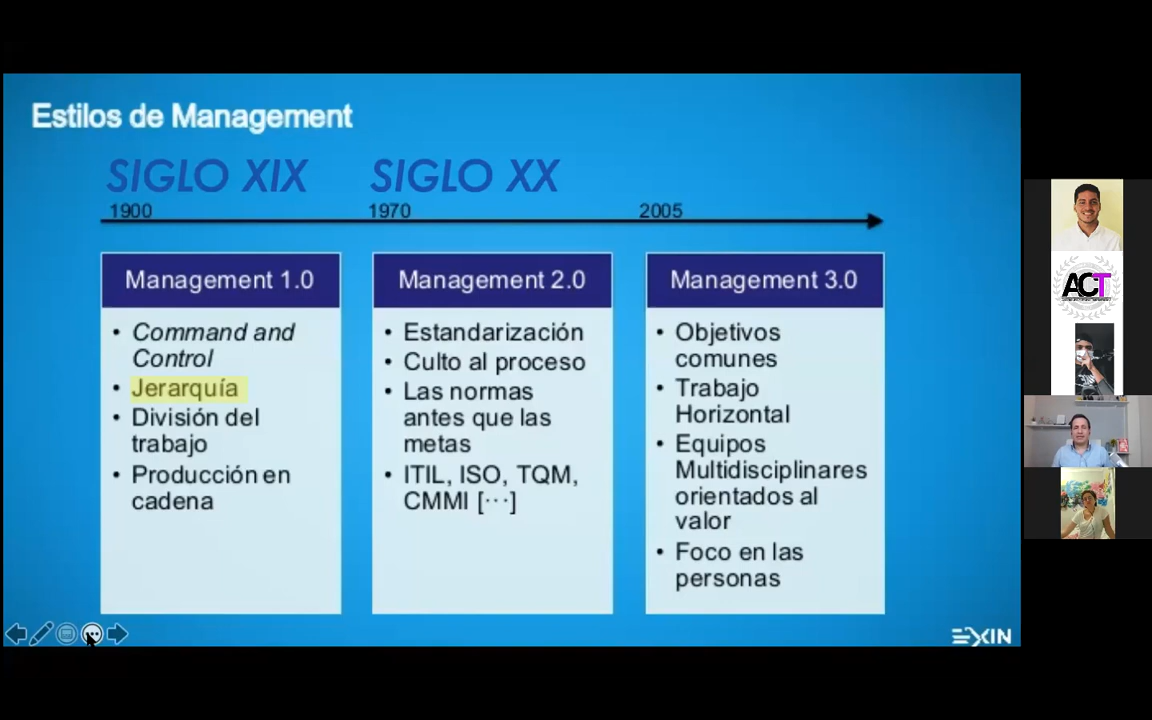 Estilos de Management
SIGLO XIX
SIGLO XX
1900
1970
2005
Management 1.0
• Command and
Control
• Jerarquía
• División del
trabajo
• Producción en
cadena
Management 2.0
• Estandarización
• Culto al proceso
• Las normas
antes que las
metas
• ITIL, ISO, TQM,
CMMI [···]
Management 3.0
• Objetivos
comunes
• Trabajo
Horizontal
• Equipos
Multidisciplinares
orientados al
valor
• Foco en las
personas
EXIN
ACT